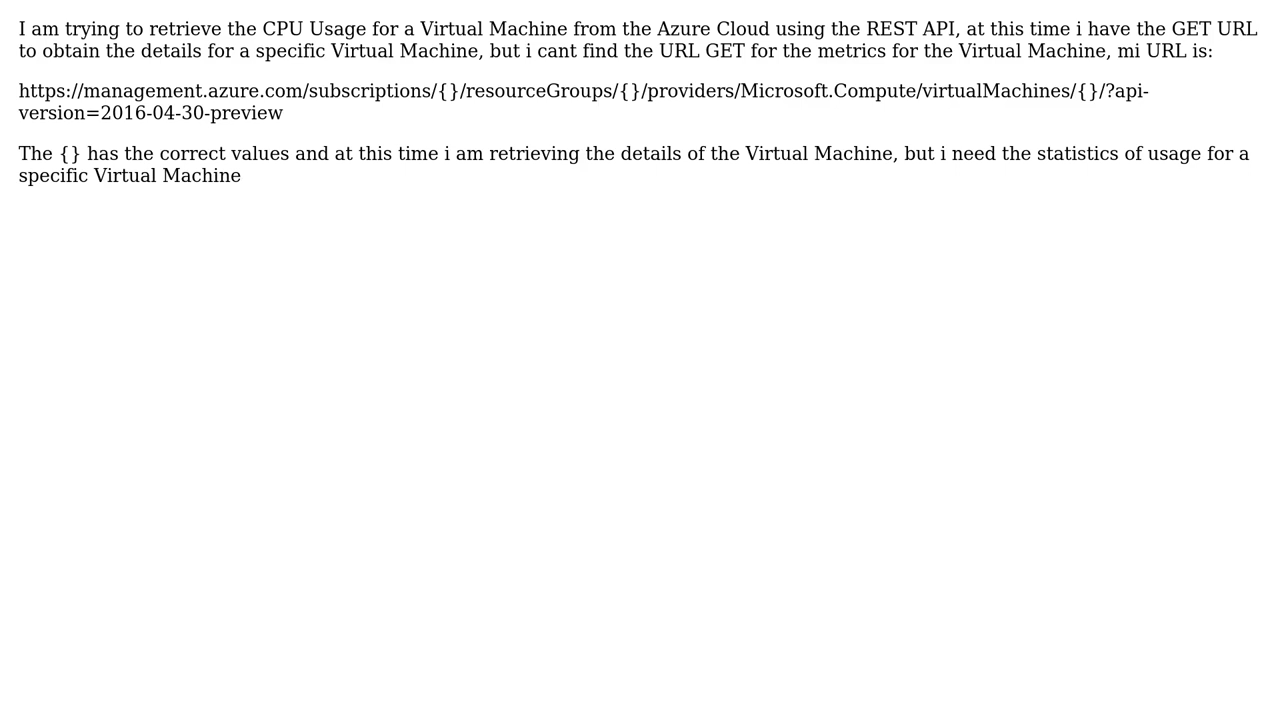 I am trying to retrieve the CPU Usage for a Virtual Machine from the Azure Cloud using the REST API, at this time i have the GET URL
to obtain the details for a specific Virtual Machine, but i cant find the URL GET for the metrics for the Virtual Machine, mi URL is:
https://management.azure.com/subscriptions/{}/resourceGroups/{}/providers/Microsoft.Compute/virtualMachines/{}/?api-
version=2016-04-30-preview
The {} has the correct values and at this time i am retrieving the details of the Virtual Machine, but i need the statistics of usage for a
specific Virtual Machine